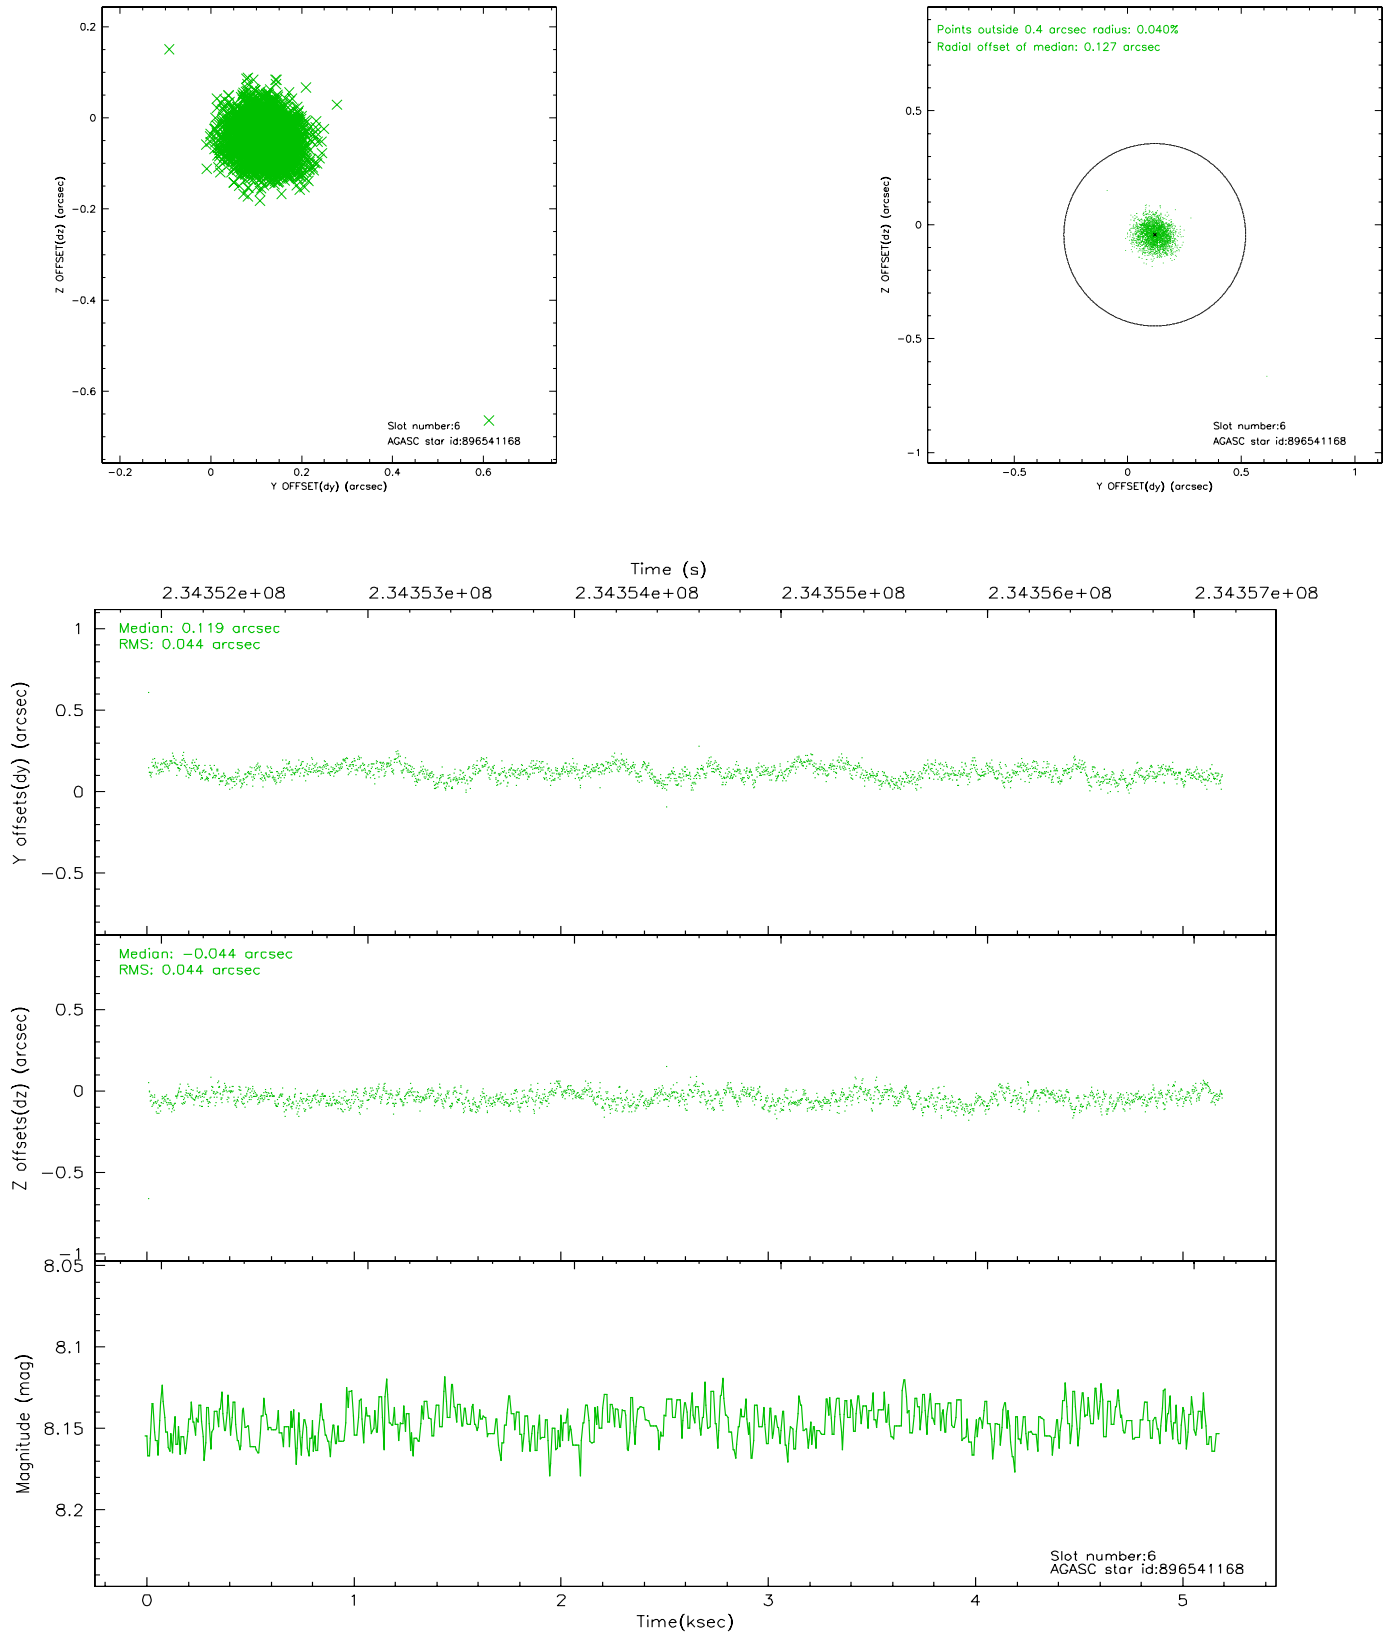 0.2
0
-0.2
-0.4
-0.6
Z OFFSET(dz) (arcsec)
Slot number:6
AGASC star id:896541168
-0.2 0 0.2 0.4 0.6
Y OFFSET(dy) (arcsec)
Points outside 0.4 arcsec radius: 0.040%
Radial offset of median: 0.127 arcsec
0.5
0
-0.5
-1
Z OFFSET(dz) (arcsec)
Slot number:6
AGASC star id:896541168
-0.5 0 0.5 1
Y OFFSET(dy) (arcsec)
Time (s)
2.34352e+08 2.34353e+08 2.34354e+08 2.34355e+08 2.34356e+08 2.34357e+08
Median: 0.119 arcsec
RMS: 0.044 arcsec
1
0.5
0
-0.5
Y offsets(dy) (arcsec)
Median: -0.044 arcsec
RMS: 0.044 arcsec
0.5
0
-0.5
-1
Z offsets(dz) (arcsec)
8.05
8.1
8.15
8.2
Magnitude (mag)
Slot number:6
AGASC star id:896541168
0 1 2 3 4 5
Time(ksec)